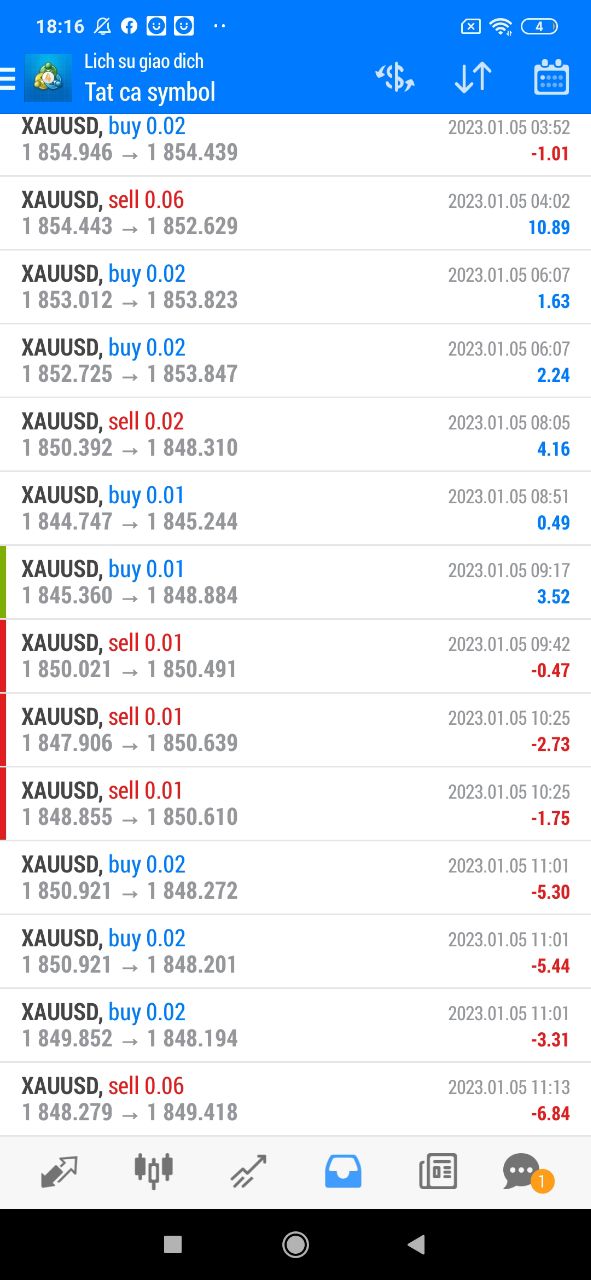 18:16
4
Lich su giao dich
Tat ca symbol
XAUUSD, buy 0.02 2023.01.05 03:52
1 854.946 → 1 854.439 -1.01
XAUUSD, sell 0.06 2023.01.05 04:02
1 854.443 → 1 852.629 10.89
XAUUSD, buy 0.02 2023.01.05 06:07
1 853.012 → 1 853.823 1.63
XAUUSD, buy 0.02 2023.01.05 06:07
1 852.725 → 1 853.847 2.24
XAUUSD, sell 0.02 2023.01.05 08:05
1 850.392 → 1 848.310 4.16
XAUUSD, buy 0.01 2023.01.05 08:51
1 844.747 → 1 845.244 0.49
XAUUSD, buy 0.01 2023.01.05 09:17
1 845.360 → 1 848.884 3.52
XAUUSD, sell 0.01 2023.01.05 09:42
1 850.021 → 1 850.491 -0.47
XAUUSD, sell 0.01 2023.01.05 10:25
1 847.906 → 1 850.639 -2.73
XAUUSD, sell 0.01 2023.01.05 10:25
1 848.855 → 1 850.610 -1.75
XAUUSD, buy 0.02 2023.01.05 11:01
1 850.921 → 1 848.272 -5.30
XAUUSD, buy 0.02 2023.01.05 11:01
1 850.921 → 1 848.201 -5.44
XAUUSD, buy 0.02 2023.01.05 11:01
1 849.852 → 1 848.194 -3.31
XAUUSD, sell 0.06 2023.01.05 11:13
1 848.279 → 1 849.418 -6.84
1